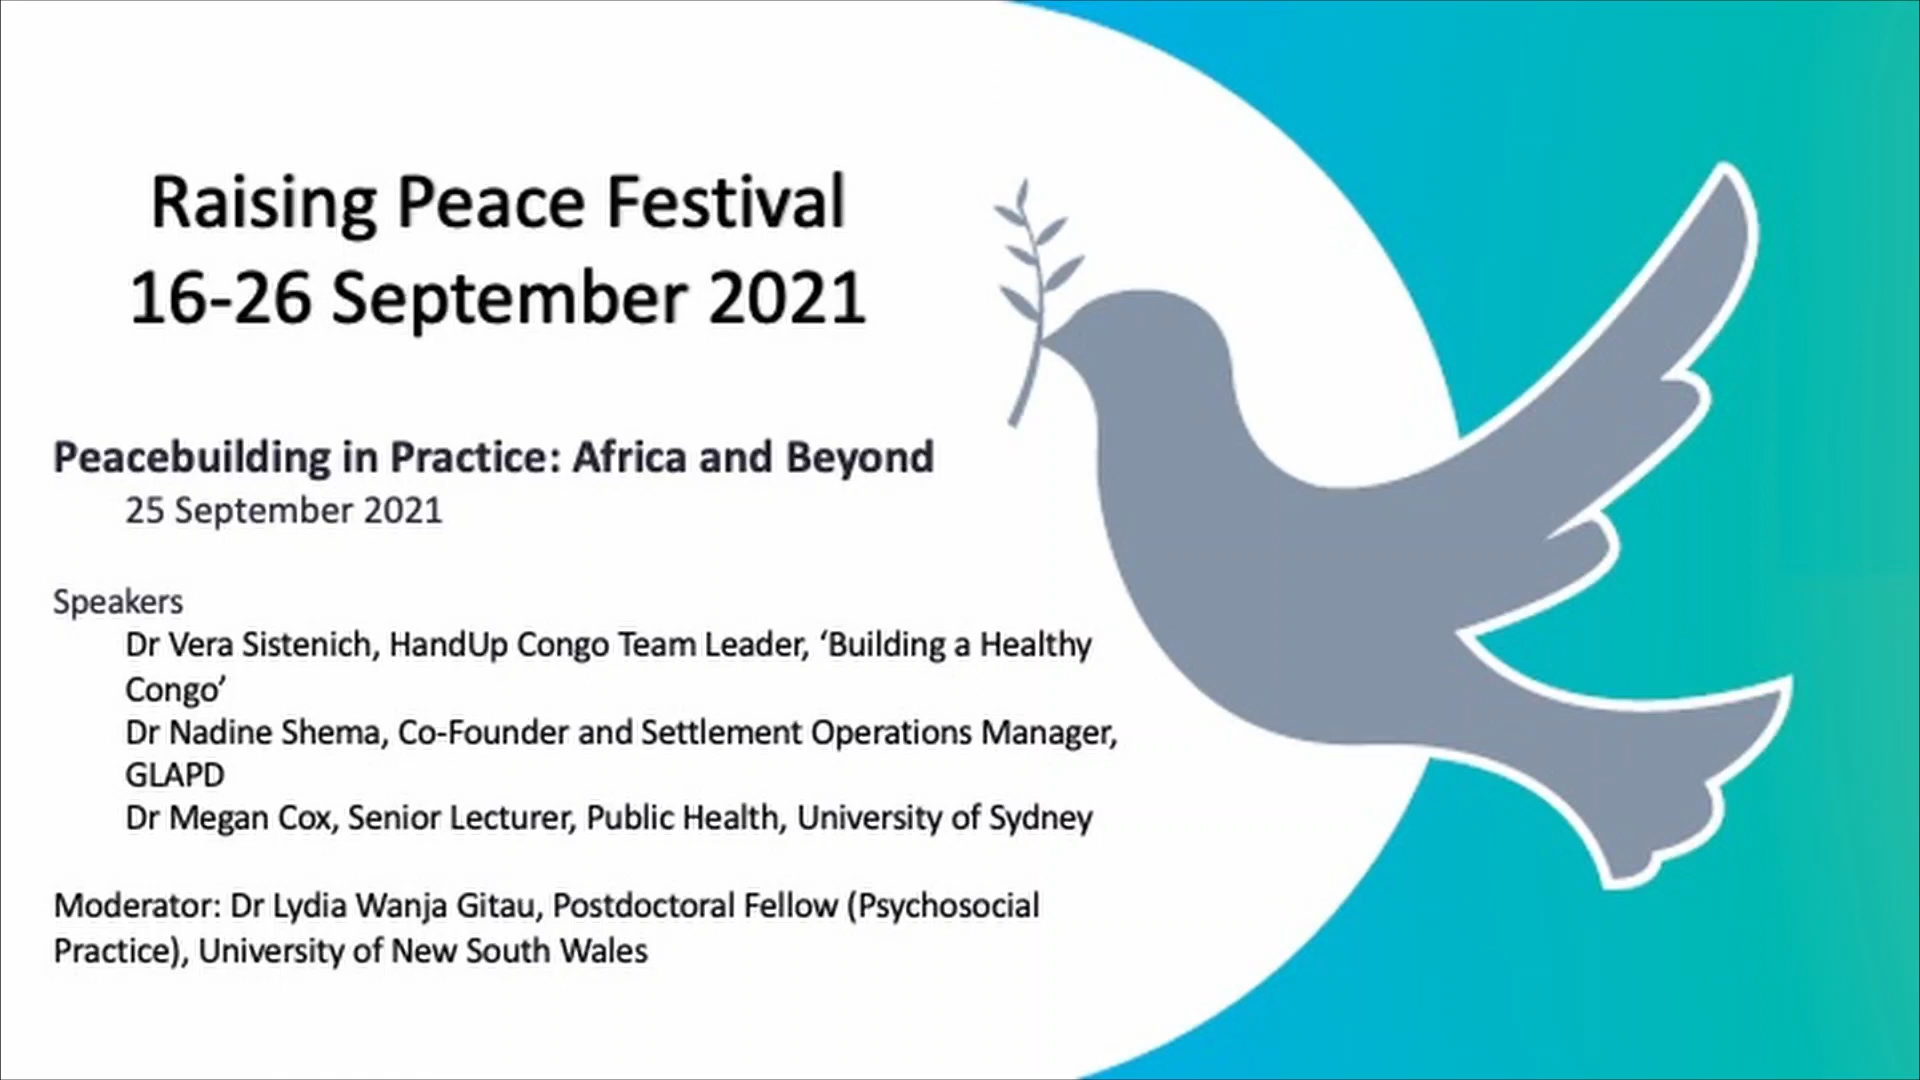 Raising Peace Festival
16-26 September 2021
Peacebuilding in Practice: Africa and Beyond
25 September 2021
Speakers
Dr Vera Sistenich, HandUp Congo Team Leader, ‘Building a Healthy
Congo’
Dr Nadine Shema, Co-Founder and Settlement Operations Manager,
GLAPD
Dr Megan Cox, Senior Lecturer, Public Health, University of Sydney
Moderator: Dr Lydia Wanja Gitau, Postdoctoral Fellow (Psychosocial
Practice), University of New South Wales